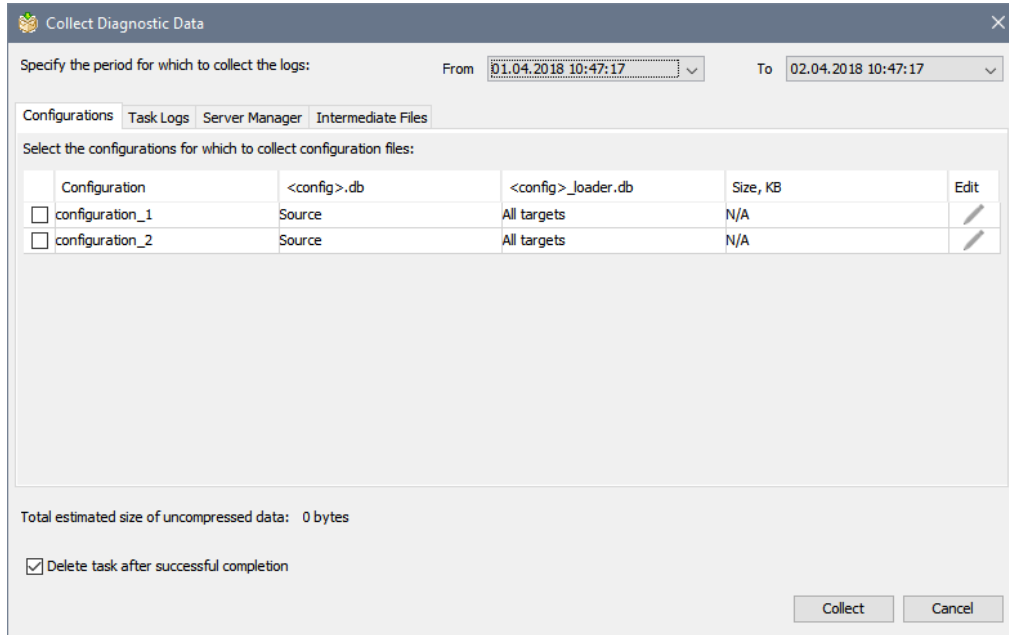 Collect Diagnostic Data
Specify the period for which to collect the logs: From 01.04.2018 10:47:17 To 02.04.2018 10:47:17
Configurations Task Logs Server Manager Intermediate Files
Select the configurations for which to collect configuration files:
Configuration <config>.db <config>_loader.db Size, KB Edit
configuration_1 Source All targets N/A
configuration_2 Source All targets N/A
Total estimated size of uncompressed data: 0 bytes
Delete task after successful completion
Collect Cancel